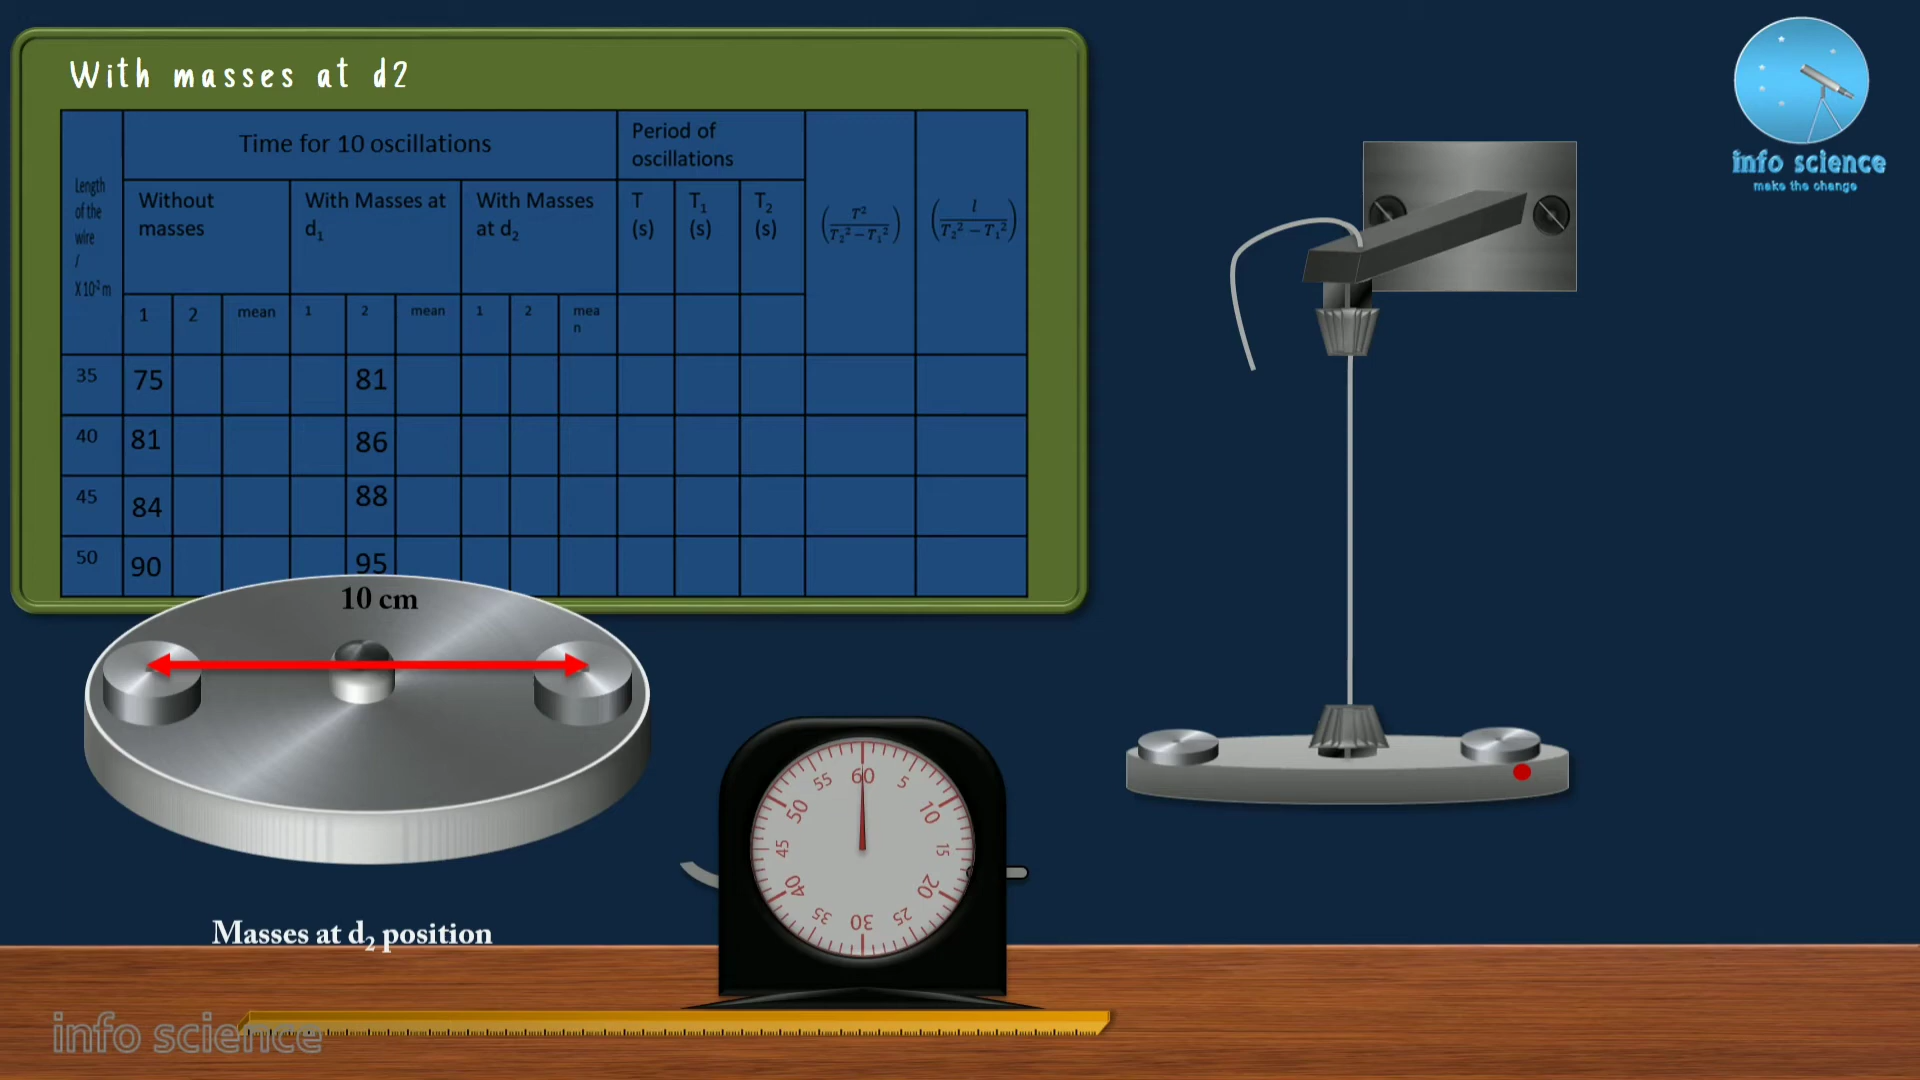 With masses at d2
Length of the wire l X10⁻² m
Time for 10 oscillations
Period of oscillations
Without masses
With Masses at d₁
With Masses at d₂
T (s)
T₁ (s)
T₂ (s)
(T² / T₂² − T₁²)
(l / T₂² − T₁²)
1 2 mean 1 2 mean 1 2 mean
35 75 81
40 81 86
45 84 88
50 90 95
10 cm
Masses at d₂ position
60 5 10 15 20 25 30 35 40 45 50 55
info science
make the change
info science